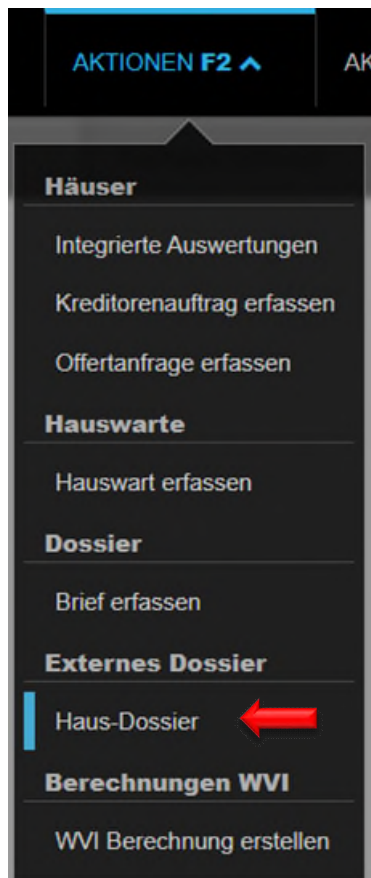 AKTIONEN F2 AK
Häuser
Integrierte Auswertungen
Kreditorenauftrag erfassen
Offertanfrage erfassen
Hauswarte
Hauswart erfassen
Dossier
Brief erfassen
Externes Dossier
Haus-Dossier
Berechnungen WVI
WVI Berechnung erstellen